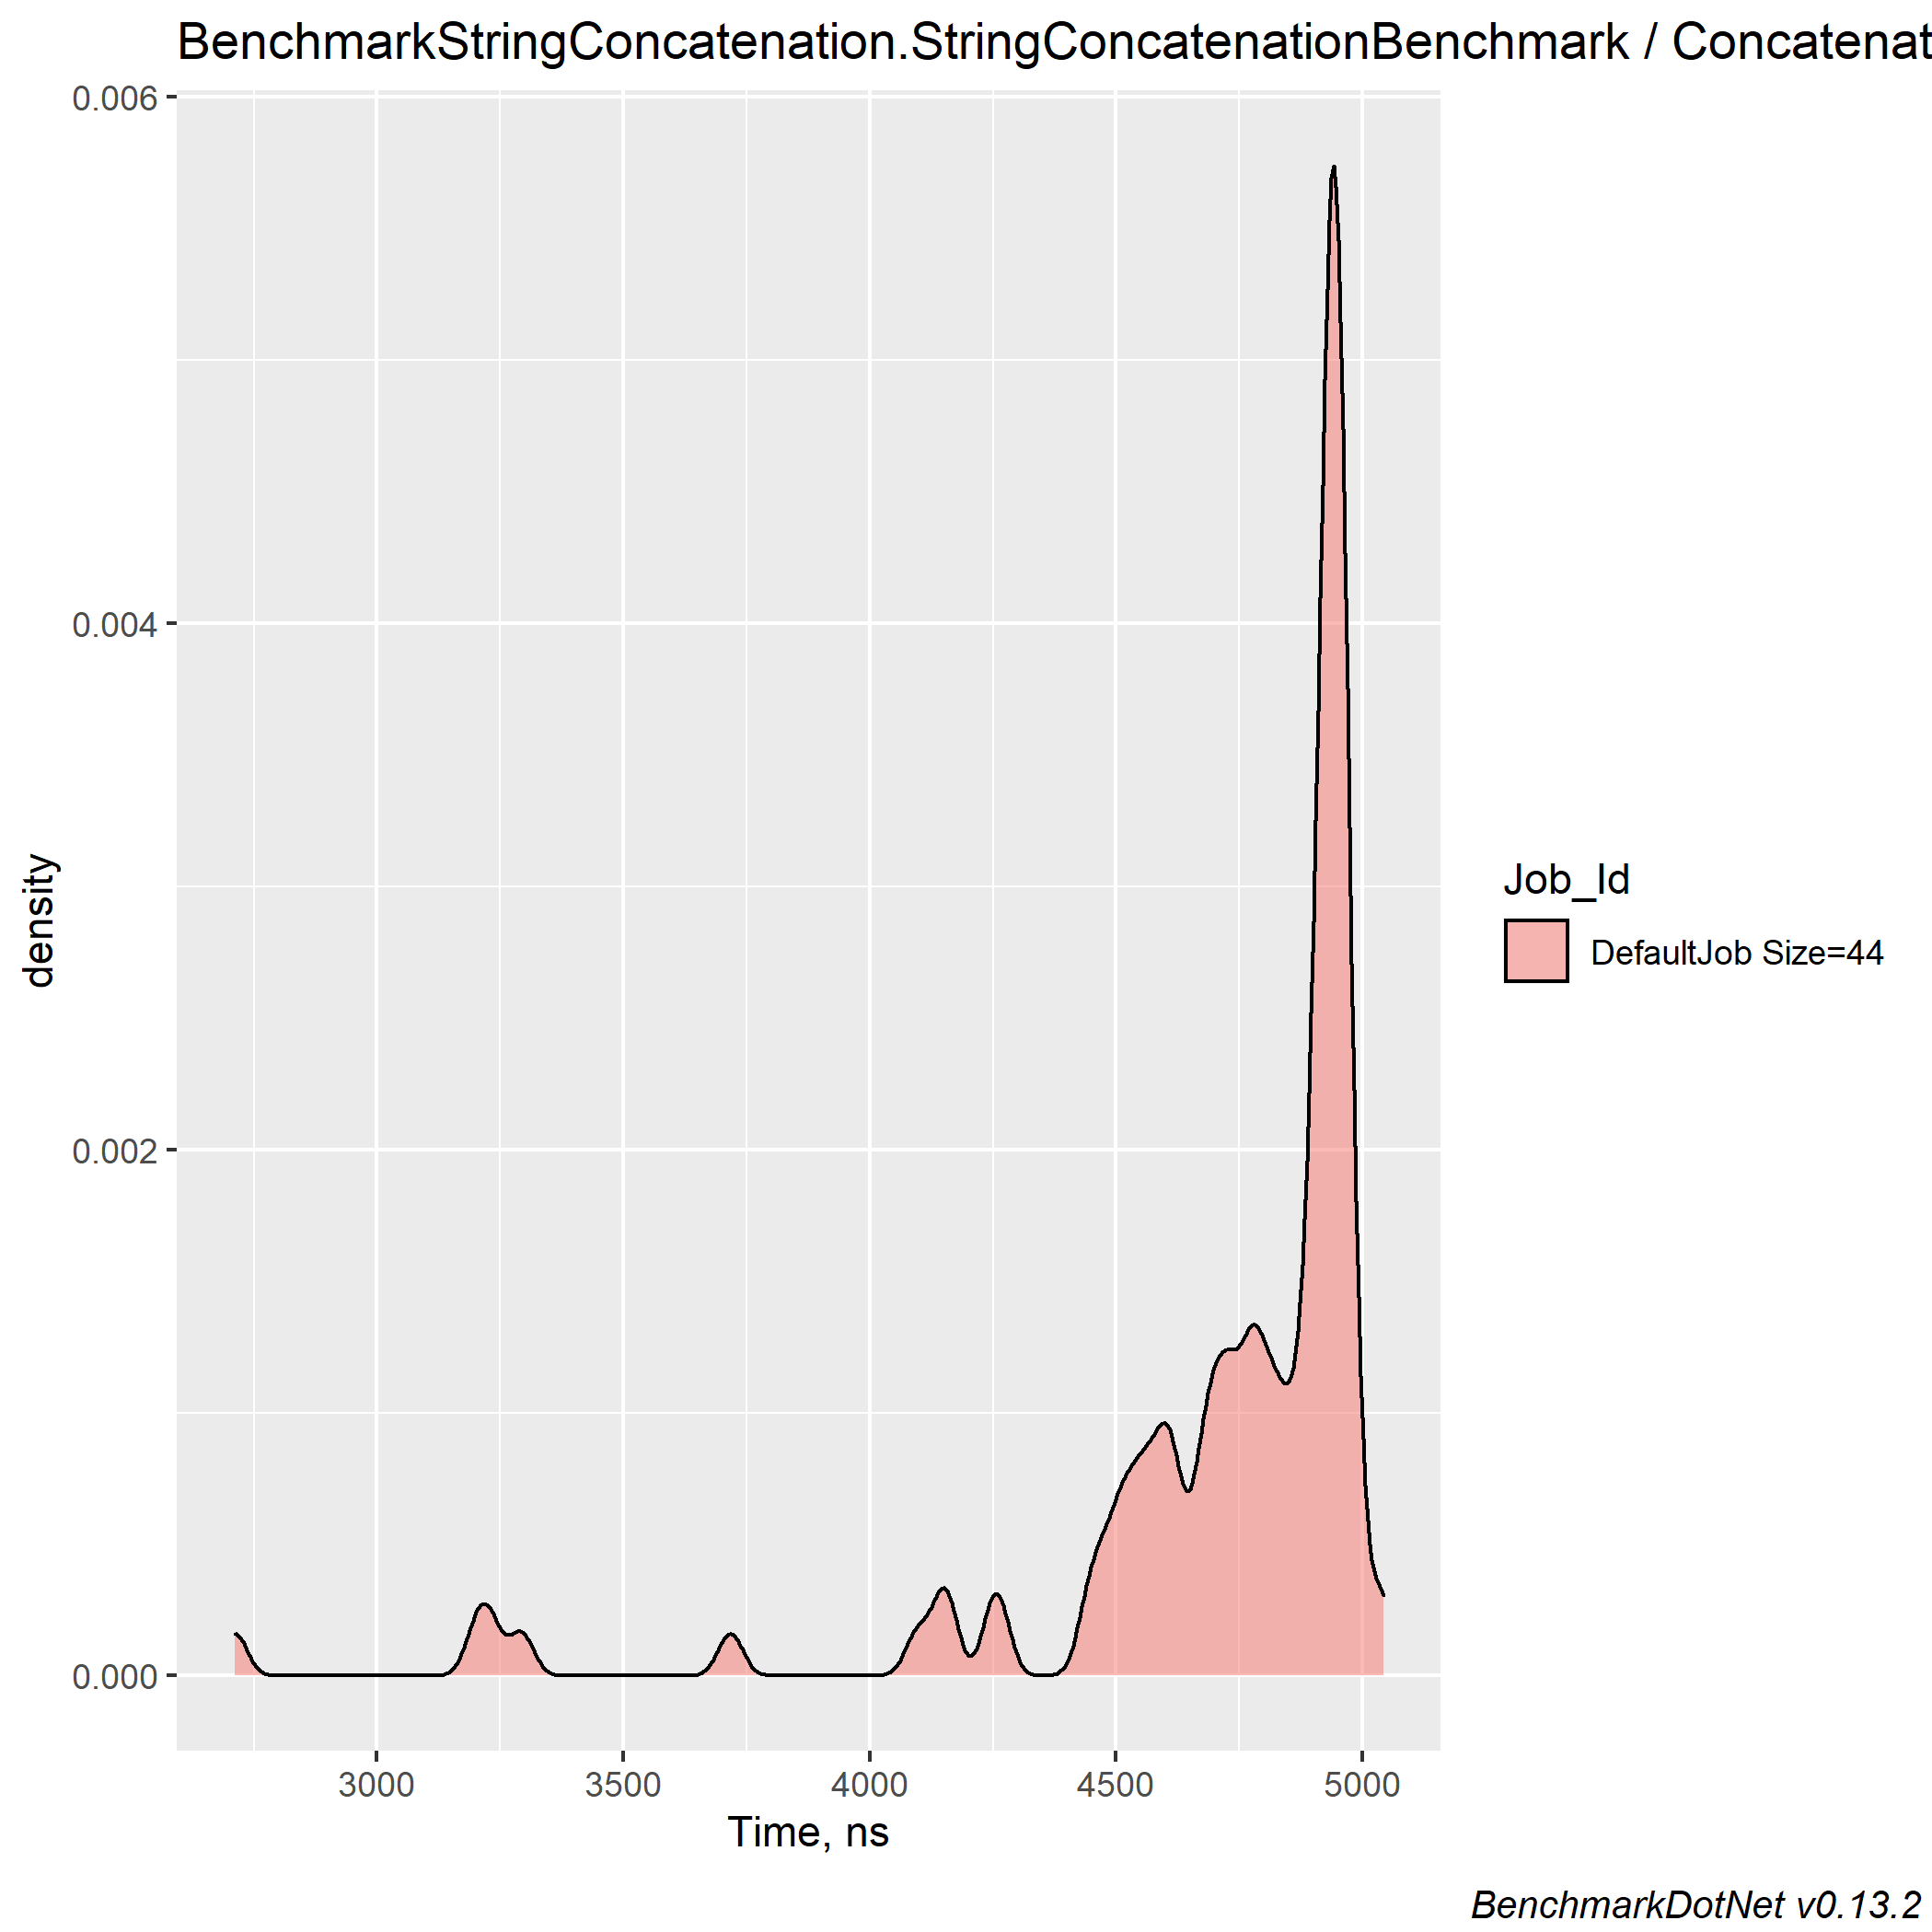 BenchmarkStringConcatenation.StringConcatenationBenchmark / Concatenat
0.006
0.004
0.002
0.000
density
3000 3500 4000 4500 5000
Time, ns
Job_Id
DefaultJob Size=44
BenchmarkDotNet v0.13.2